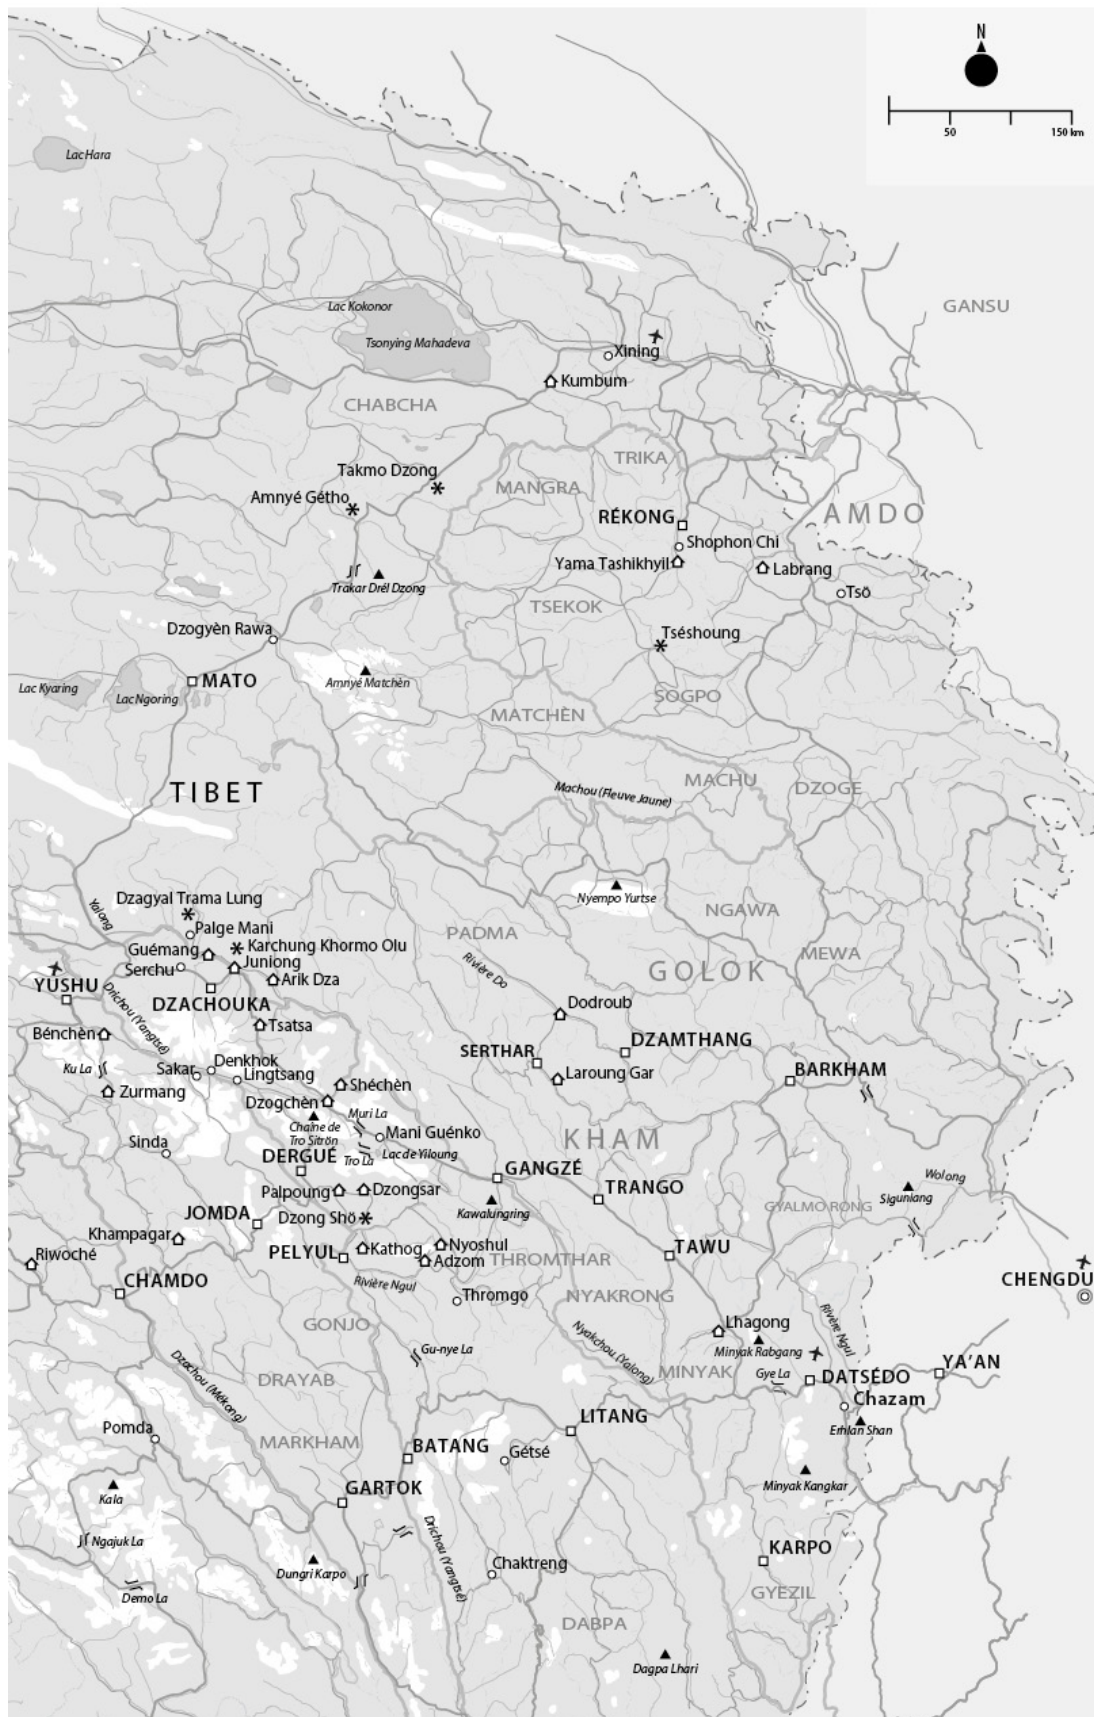 N
50
150 km
Lac Hara
GANSU
Lac Kokonor
Tsonying Mahadeva
Xining
Kumbum
CHABCHA
TRIKA
Takmo Dzong
MANGRA
Amnyé Gétho
RÉKONG
AMDO
Shophon Chi
Yama Tashikhyil
Labrang
Trakar Drél Dzong
Tsö
TSEKOK
Dzogyèn Rawa
Tséshoung
MATO
Amnyé Matchèn
Lac Kyaring
Lac Ngoring
SOGPO
MATCHÈN
TIBET
MACHU
DZOGE
Machou (Fleuve Jaune)
Dzagyal Trama Lung
Nyempo Yurtse
Yalong
NGAWA
Palge Mani
PADMA
Karchung Khormo Olu
Guémang
MEWA
Juniong
Serchu
Rivière Do
GOLOK
Arik Dza
YUSHU
DZACHOUKA
Dodroub
Drichou (Yangtsé)
Tsatsa
Bénchèn
SERTHAR
DZAMTHANG
Ku La
Denkhok
Sakar
Lingtsang
Laroung Gar
BARKHAM
Zurmang
Shéchèn
Dzogchèn
Muri La
Chaîne de
Tro Sitrön
Mani Guénko
KHAM
Sinda
DERGUÉ
Tro La
Lac de Yiloung
GANGZÉ
Wolong
Palpoung
Dzongsar
TRANGO
Siguniang
Kawalungring
GYALMO RONG
JOMDA
Dzong Shö
Khampagar
PELYUL
Kathog
Nyoshul
Riwoché
Adzom
THROMTHAR
TAWU
CHAMDO
Rivière Ngul
CHENGDU
Thromgo
NYAKRONG
GONJO
Lhagong
Rivère Ngul
Minyak Rabgang
Gu-nye La
Nyakchou (Yalong)
MINYAK
Gye La
YA'AN
Dzachou (Mékong)
DRAYAB
DATSÉDO
Chazam
LITANG
Erhlan Shan
Pomda
MARKHAM
BATANG
Gétsé
Minyak Kangkar
Kala
GARTOK
Ngajuk La
Drichou (Yangtsé)
KARPO
Dungri Karpo
Chaktreng
Demo La
GYEZIL
DABPA
Dagpa Lhari